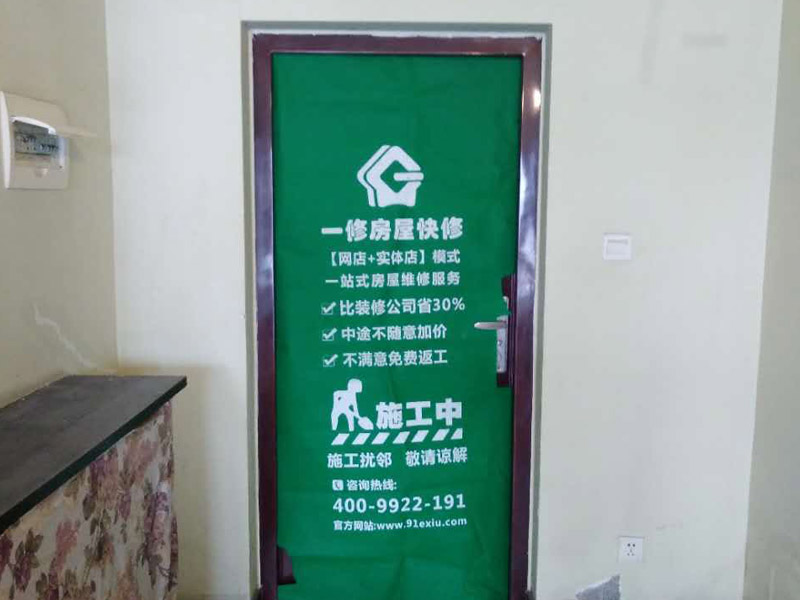 一修房屋快修
【网店+实体店】模式
一站式房屋维修服务
比装修公司省30%
中途不随意加价
不满意免费返工
施工中
施工扰邻 敬请谅解
咨询热线:
400-9922-191
官方网站:www.91exiu.com